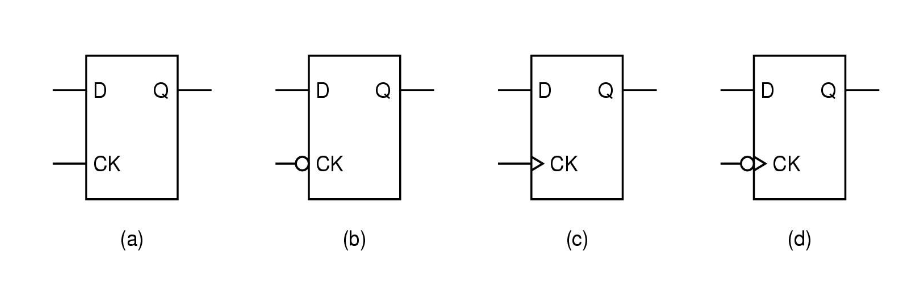 D Q D Q D Q D Q
CK CK CK CK
(a) (b) (c) (d)